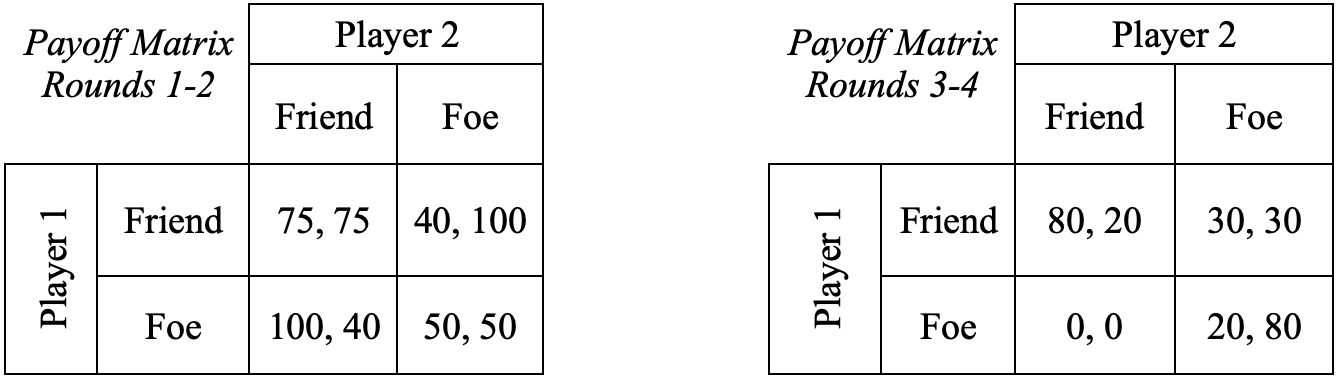 Payoff Matrix
Rounds 1-2
Player 2
Friend Foe
Player 1
Friend 75, 75 40, 100
Foe 100, 40 50, 50
Payoff Matrix
Rounds 3-4
Player 2
Friend Foe
Player 1
Friend 80, 20 30, 30
Foe 0, 0 20, 80